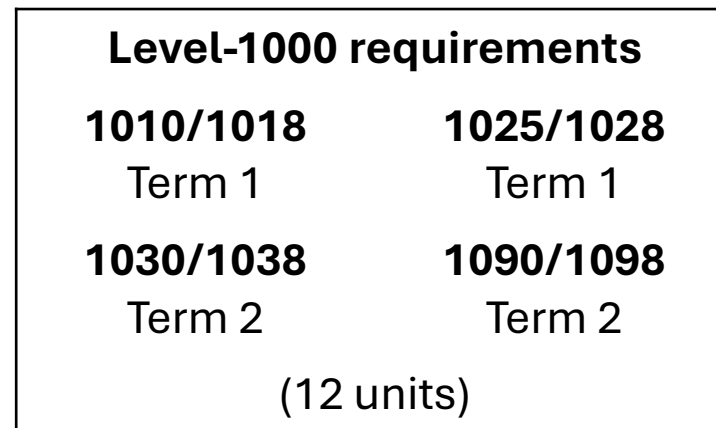 Level-1000 requirements
1010/1018 1025/1028
Term 1 Term 1
1030/1038 1090/1098
Term 2 Term 2
(12 units)